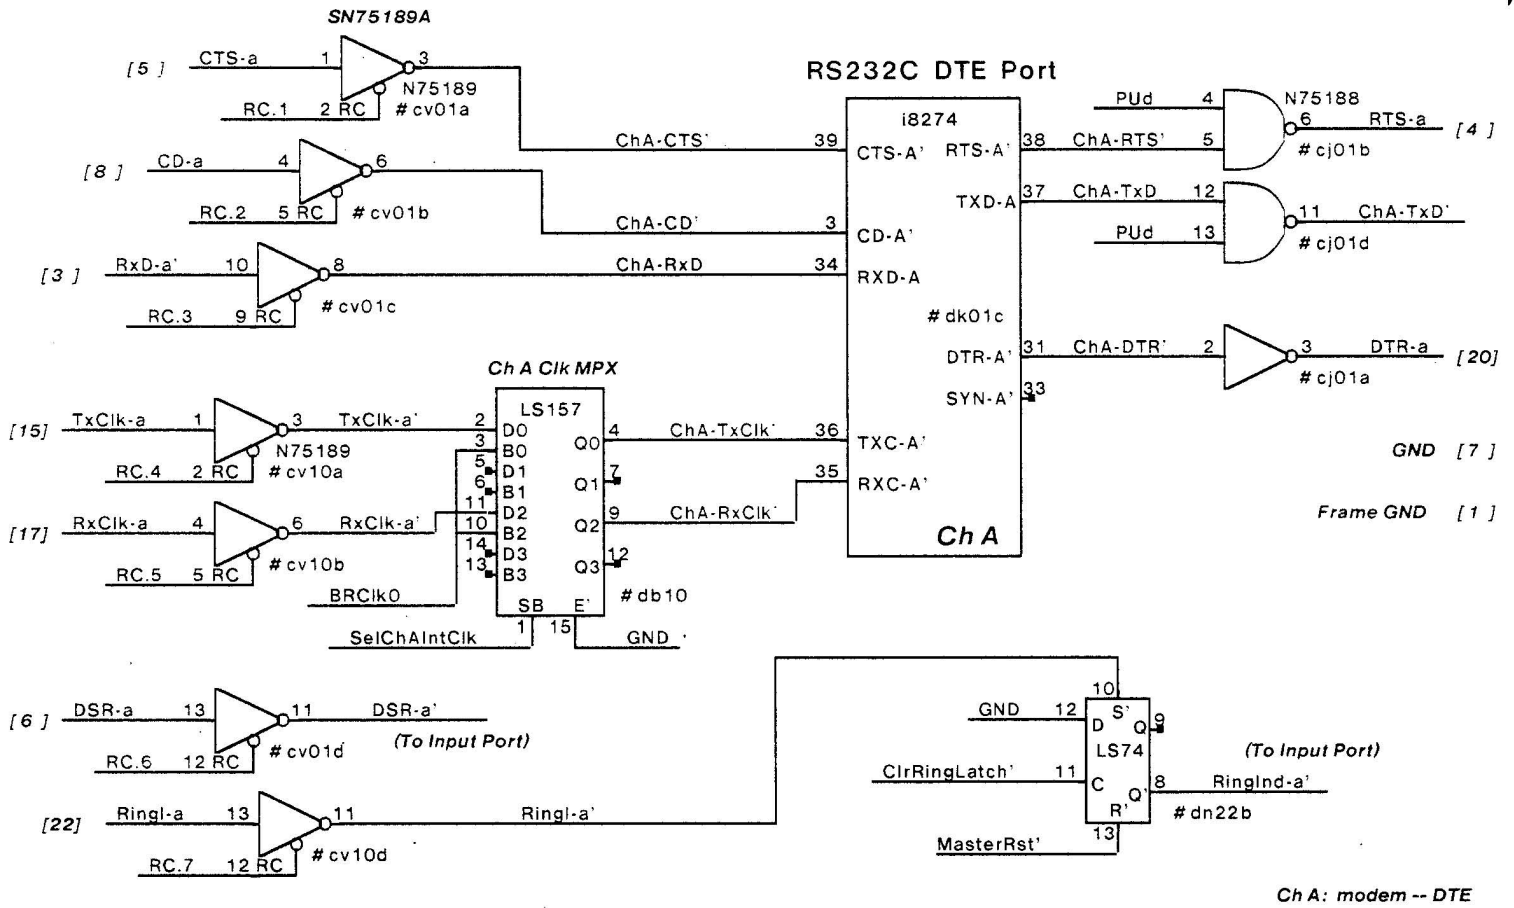 SN75189A
[5 ] CTS-a 1 3
N75189
RC.1 2 RC #cv01a
[8 ] CD-a 4 6
RC.2 5 RC #cv01b
[3 ] RxD-a' 10 8
RC.3 9 RC #cv01c
ChA-CTS' 39
ChA-CD' 3
ChA-RxD 34
RS232C DTE Port
i8274
CTS-A' RTS-A'
TXD-A
CD-A'
RXD-A
#dk01c
DTR-A'
SYN-A'
TXC-A'
RXC-A'
Ch A
38 ChA-RTS' 5
PUd 4 N75188
6 RTS-a [4 ]
#cj01b
37 ChA-TxD 12
11 ChA-TxD'
PUd 13 #cj01d
31 ChA-DTR' 2 3 DTR-a [20]
#cj01a
33
GND [7 ]
Frame GND [1 ]
Ch A Clk MPX
LS157
[15] TxClk-a 1 3 TxClk-a' 2 D0
N75189
RC.4 2 RC #cv10a
3 B0
5 D1
6 B1
11 D2
10 B2
14 D3
13 B3
Q0 4 ChA-TxClk' 36
Q1 7
Q2 9 ChA-RxClk' 35
Q3 12
[17] RxClk-a 4 6 RxClk-a'
RC.5 5 RC #cv10b
BRClk0
SB E' #db10
SelChAIntClk 1 15 GND
[6 ] DSR-a 13 11 DSR-a'
(To Input Port)
RC.6 12 RC #cv01d
[22] RingI-a 13 11 RingI-a'
RC.7 12 RC #cv10d
10
GND 12 D S' Q 9
LS74
(To Input Port)
ClrRingLatch' 11 C Q' 8 RingInd-a'
R' #dn22b
MasterRst' 13
Ch A: modem -- DTE